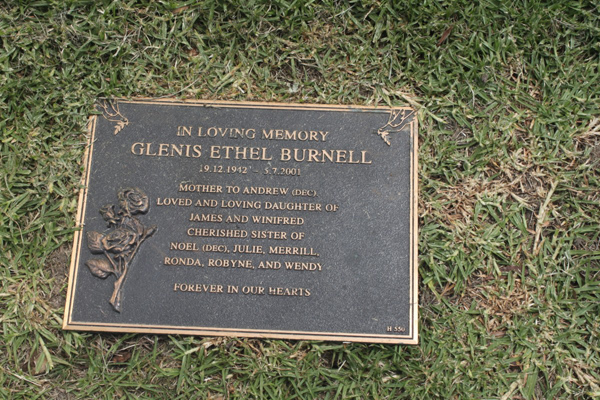 IN LOVING MEMORY
GLENIS ETHEL BURNELL
19.12.1942 - 5.7.2001
MOTHER TO ANDREW (DEC)
LOVED AND LOVING DAUGHTER OF
JAMES AND WINIFRED
CHERISHED SISTER OF
NOEL (DEC), JULIE, MERRILL,
RONDA, ROBYNE, AND WENDY
FOREVER IN OUR HEARTS
H 550